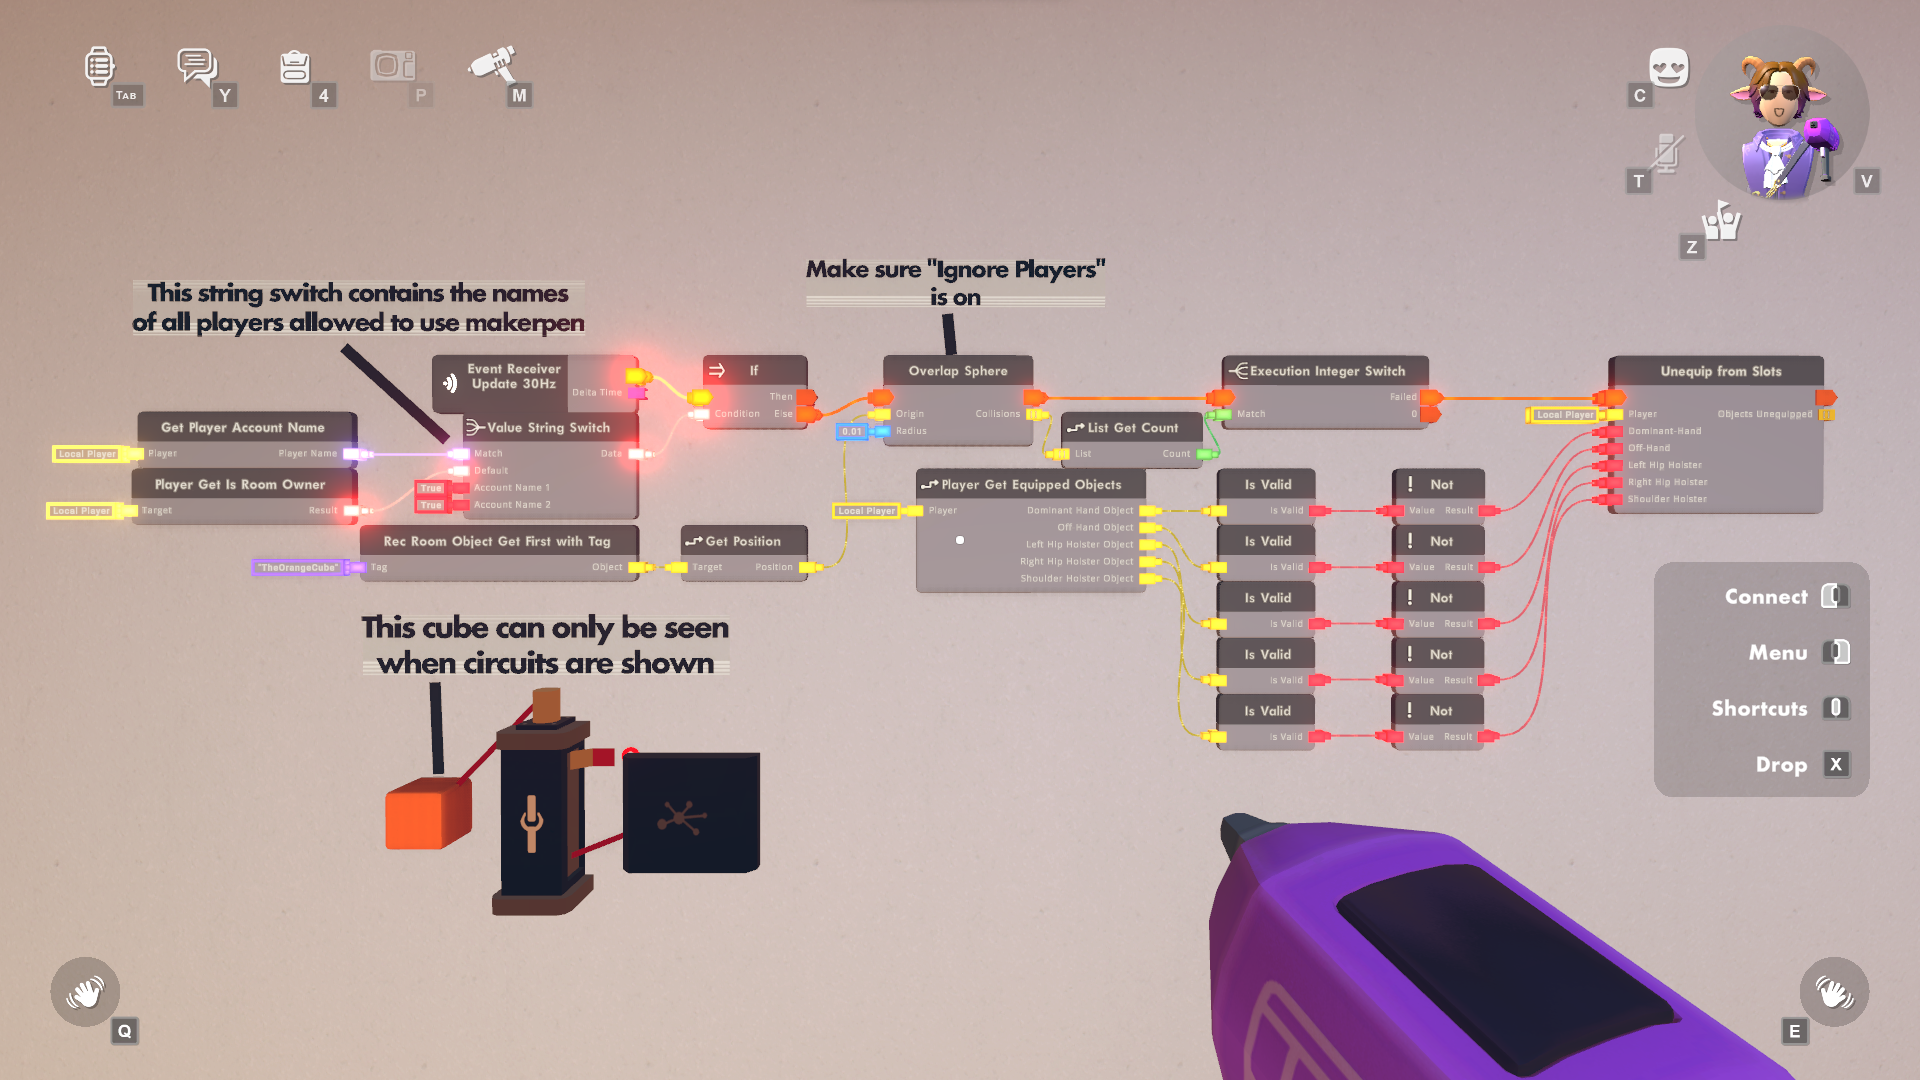 TAB
Y
4
P
M
C
T
V
Z
This string switch contains the names
of all players allowed to use makerpen
Make sure "Ignore Players"
is on
Event Receiver
Update 30Hz
Delta Time
If
Then
Condition
Else
Overlap Sphere
Origin
Collisions
0.01
Radius
Execution Integer Switch
Failed
Match
0
Unequip from Slots
Local Player
Player
Objects Unequipped
Dominant-Hand
Off-Hand
Left Hip Holster
Right Hip Holster
Shoulder Holster
Get Player Account Name
Local Player
Player
Player Name
Value String Switch
Match
Data
Default
True
Account Name 1
True
Account Name 2
List Get Count
List
Count
Player Get Is Room Owner
Local Player
Target
Result
Player Get Equipped Objects
Local Player
Player
Dominant Hand Object
Off Hand Object
Left Hip Holster Object
Right Hip Holster Object
Shoulder Holster Object
Is Valid
Is Valid
Not
Value Result
Is Valid
Is Valid
Not
Value Result
Is Valid
Is Valid
Not
Value Result
Is Valid
Is Valid
Not
Value Result
Is Valid
Is Valid
Not
Value Result
Rec Room Object Get First with Tag
"TheOrangeCube"
Tag
Object
Get Position
Target
Position
This cube can only be seen
when circuits are shown
Connect
Menu
Shortcuts
Drop X
Q
E